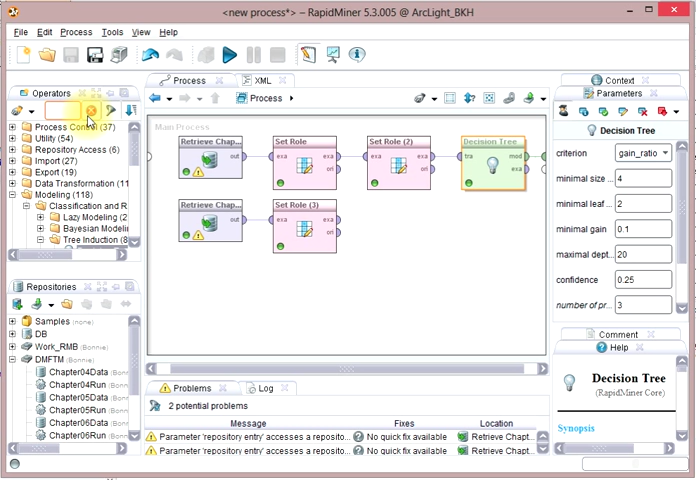 <new process*> – RapidMiner 5.3.005 @ ArcLight_BKH
File Edit Process Tools View Help
Operators
Process Control (37)
Utility (54)
Repository Access (6)
Import (27)
Export (19)
Data Transformation (11
Modeling (118)
Classification and R
Lazy Modeling (2
Bayesian Modelin
Tree Induction (8
Repositories
Samples (none)
DB
Work_RMB (Bonnie)
DMFTM (Bonnie)
Chapter04Data (Bonn
Chapter04Run (Bonn
Chapter05Data (Bonn
Chapter05Run (Bonn
Chapter06Data (Bonn
Chapter06Run (Bonn
Process XML
Process
Main Process
Retrieve Chap...
out
Set Role
exa exa
ori
Set Role (2)
exa exa
ori
Decision Tree
tra mod
exa
Retrieve Chap...
out
Set Role (3)
exa exa
ori
Problems Log
2 potential problems
Message Fixes Location
Parameter 'repository entry' accesses a reposito... No quick fix available Retrieve Chapt...
Parameter 'repository entry' accesses a reposito... No quick fix available Retrieve Chapt...
Context
Parameters
Decision Tree
criterion gain_ratio
minimal size ... 4
minimal leaf ... 2
minimal gain 0.1
maximal dept... 20
confidence 0.25
number of pr... 3
Comment
Help
Decision Tree
(RapidMiner Core)
Synopsis